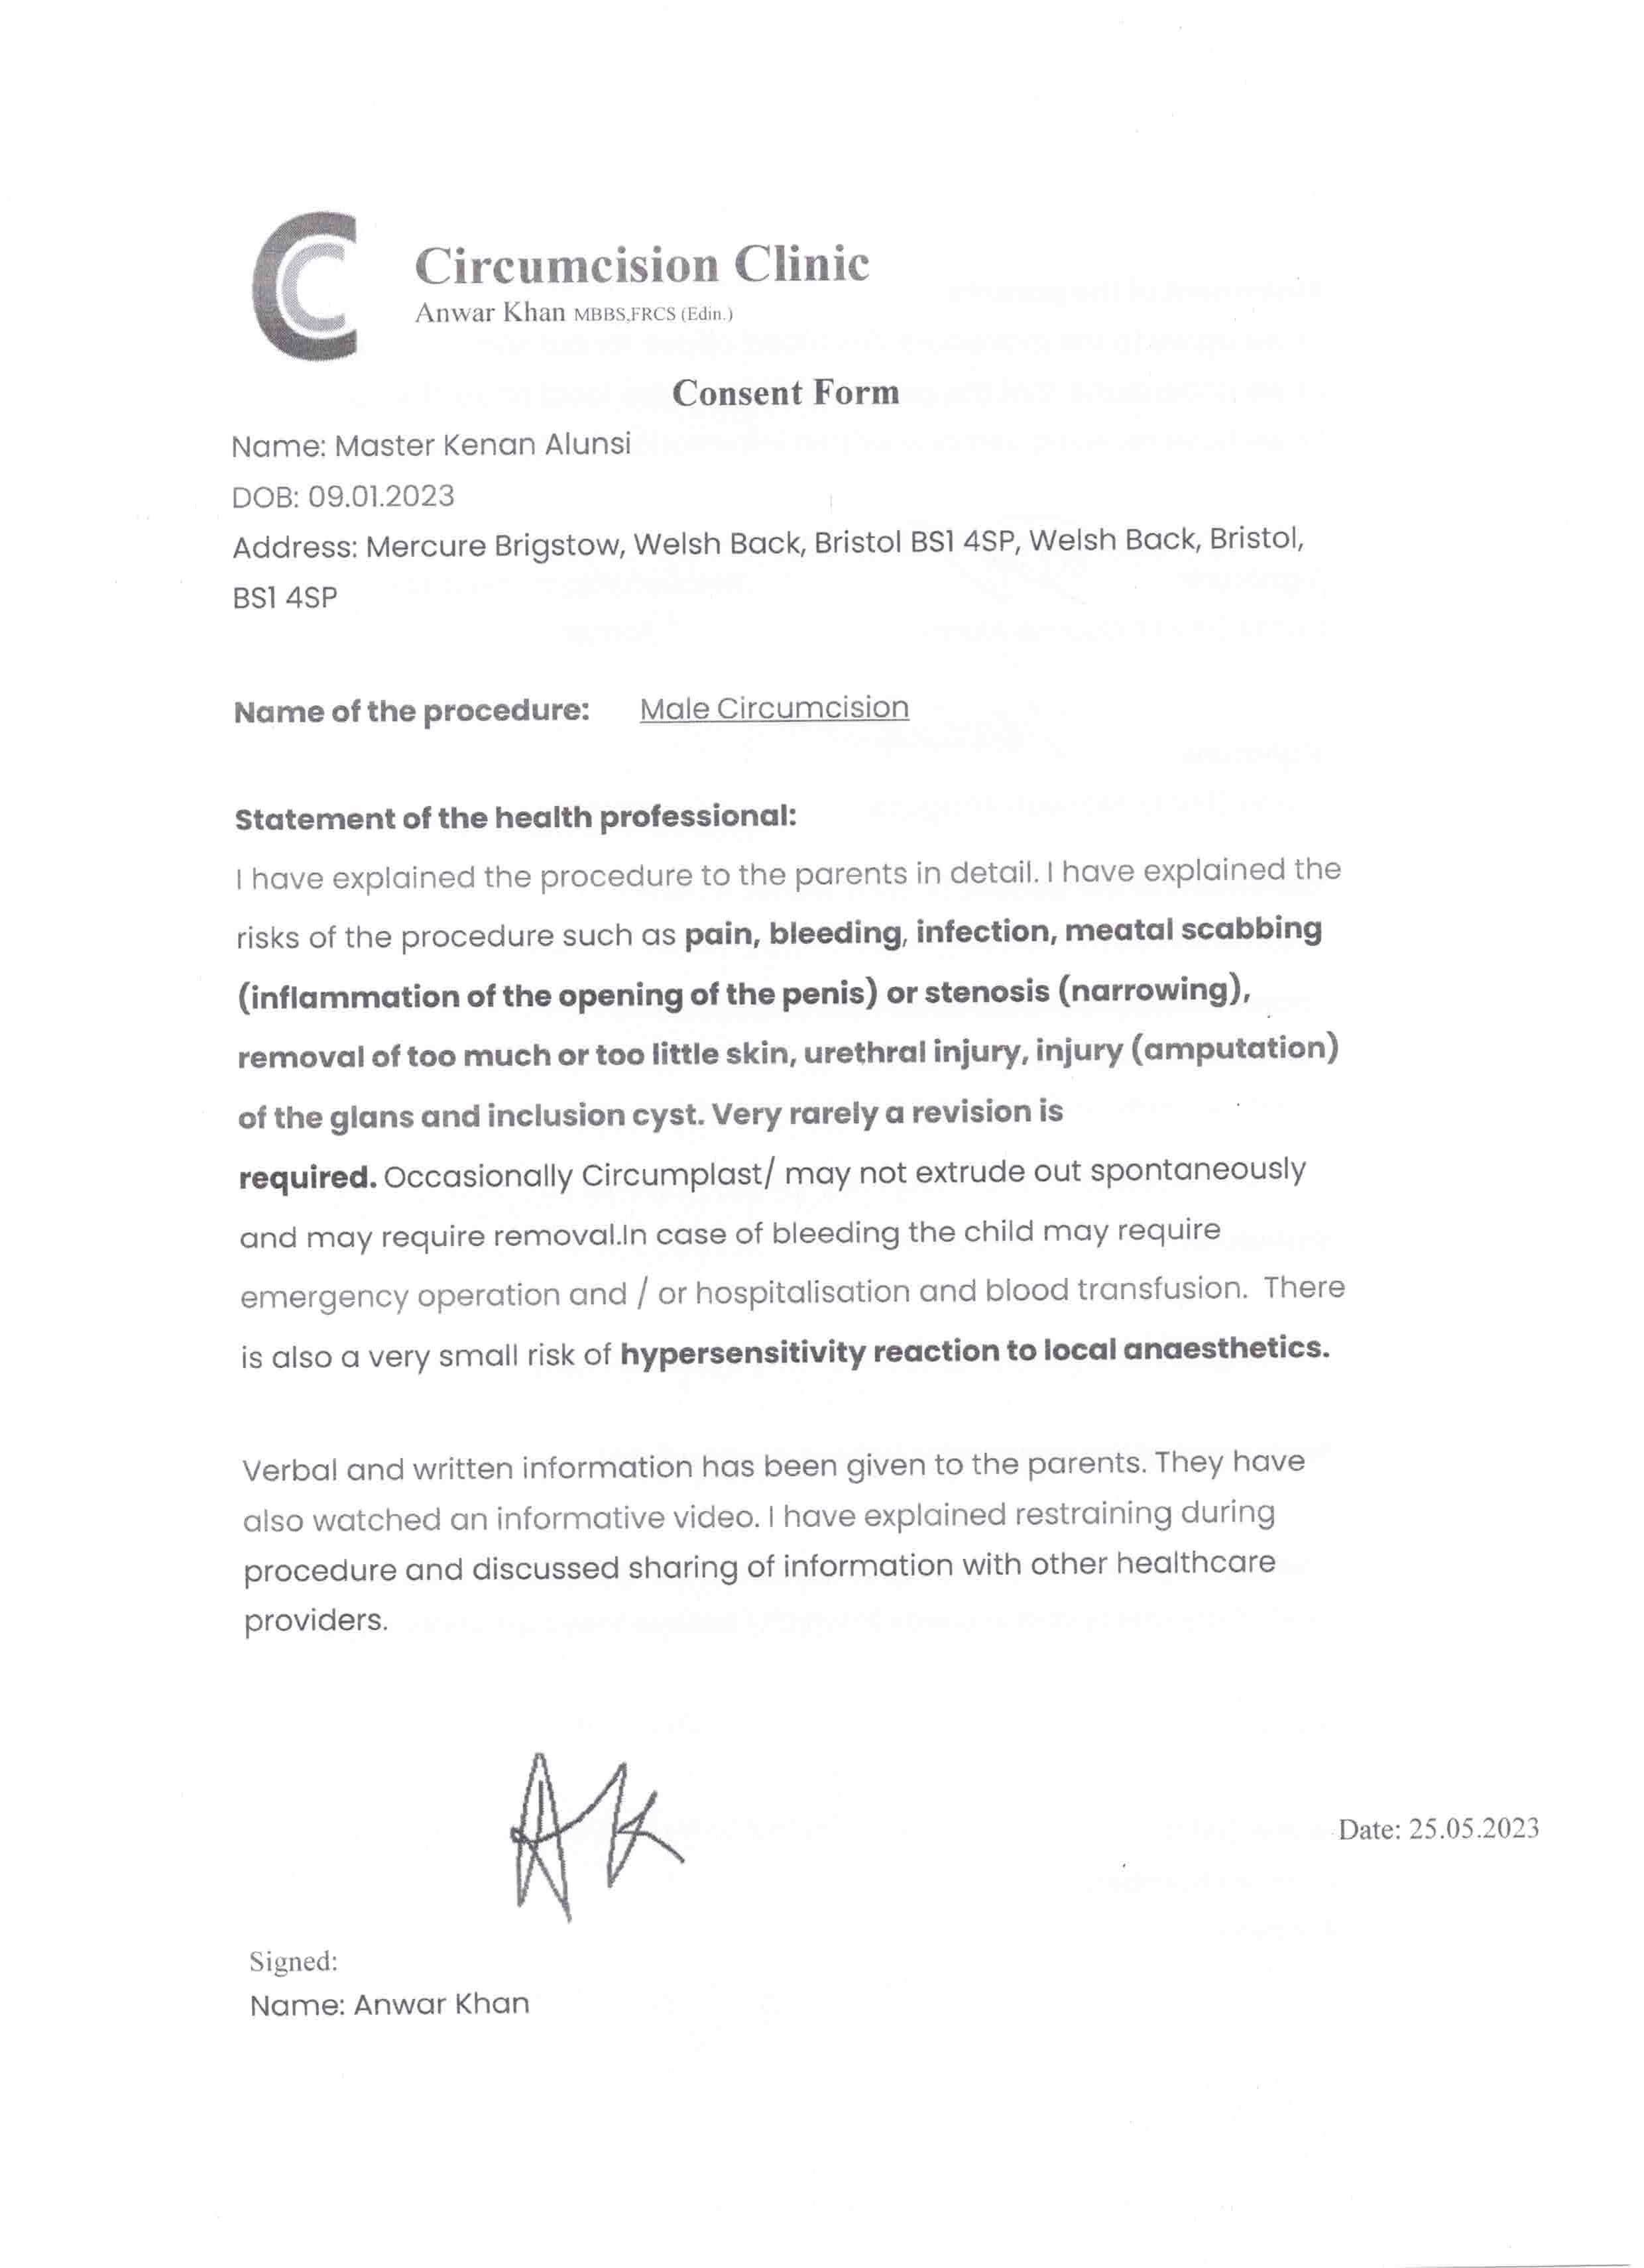 Circumcision Clinic
Anwar Khan MBBS,FRCS (Edin.)
Consent Form
Name: Master Kenan Alunsi
DOB: 09.01.2023
Address: Mercure Brigstow, Welsh Back, Bristol BS1 4SP, Welsh Back, Bristol,
BS1 4SP
Name of the procedure: Male Circumcision
Statement of the health professional:
I have explained the procedure to the parents in detail. I have explained the
risks of the procedure such as pain, bleeding, infection, meatal scabbing
(inflammation of the opening of the penis) or stenosis (narrowing),
removal of too much or too little skin, urethral injury, injury (amputation)
of the glans and inclusion cyst. Very rarely a revision is
required. Occasionally Circumplast/ may not extrude out spontaneously
and may require removal.In case of bleeding the child may require
emergency operation and / or hospitalisation and blood transfusion. There
is also a very small risk of hypersensitivity reaction to local anaesthetics.
Verbal and written information has been given to the parents. They have
also watched an informative video. I have explained restraining during
procedure and discussed sharing of information with other healthcare
providers.
Date: 25.05.2023
Signed:
Name: Anwar Khan